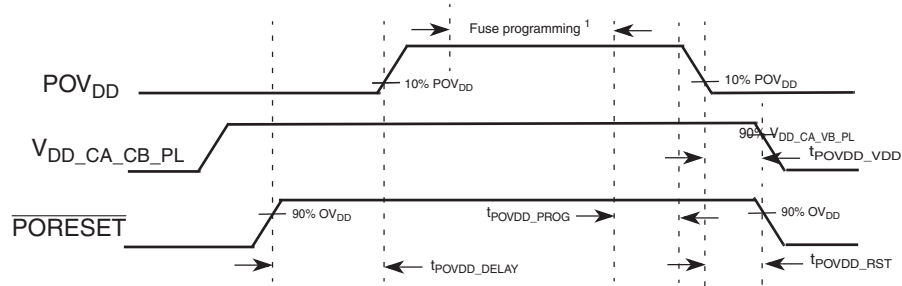 Fuse programming 1
POVDD
10% POVDD
10% POVDD
VDD_CA_CB_PL
90% VDD_CA_VB_PL
tPOVDD_VDD
PORESET
90% OVDD
tPOVDD_PROG
90% OVDD
tPOVDD_DELAY
tPOVDD_RST